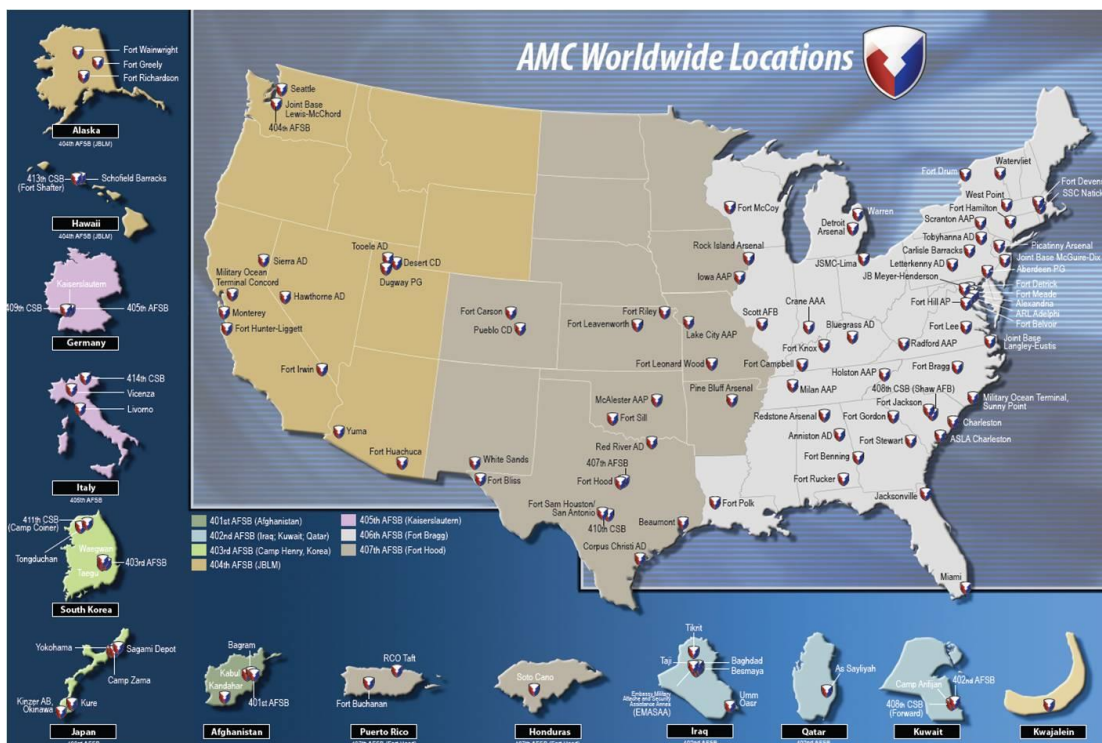 AMC Worldwide Locations
Fort Wainwright
Fort Greely
Fort Richardson
Alaska
404th AFSB (JBLM)
413th CSB
(Fort Shafter)
Schofield Barracks
Hawaii
404th AFSB (JBLM)
Kaiserslautern
409th CSB
405th AFSB
Germany
414th CSB
Vicenza
Livorno
Italy
405th AFSB
411th CSB
(Camp Coiner)
Tongduchan
Waegwon
Taegu
403rd AFSB
South Korea
Yokohama
Sagami Depot
Camp Zama
Kinzer AB,
Okinawa
Kure
Japan
Seattle
Joint Base
Lewis-McChord
404th AFSB
Sierra AD
Tooele AD
Desert CD
Dugway PG
Military Ocean
Terminal Concord
Hawthorne AD
Monterey
Fort Hunter-Liggett
Fort Irwin
Yuma
Fort Huachuca
Fort Carson
Pueblo CD
Fort Riley
Fort Leavenworth
Lake City AAP
Fort Leonard Wood
Pine Bluff Arsenal
McAlester AAP
Fort Sill
Red River AD
407th AFSB
Fort Hood
White Sands
Fort Bliss
Fort Sam Houston/
San Antonio
410th CSB
Beaumont
Corpus Christi AD
Fort Polk
Fort McCoy
Rock Island Arsenal
Iowa AAP
Scott AFB
Crane AAA
Warren
Detroit
Arsenal
JSMC-Lima
Bluegrass AD
Fort Knox
Fort Campbell
Milan AAP
Holston AAP
Redstone Arsenal
Anniston AD
Fort Benning
Fort Rucker
Fort Gordon
Fort Stewart
Jacksonville
Miami
408th CSB (Shaw AFB)
Fort Jackson
Fort Bragg
Radford AAP
Fort Lee
Military Ocean Terminal,
Sunny Point
Charleston
ASLA Charleston
Joint Base
Langley-Eustis
Fort Drum
Watervliet
Fort Devens
SSC Natick
West Point
Fort Hamilton
Scranton AAP
Tobyhanna AD
Carlisle Barracks
Letterkenny AD
JB Meyer-Henderson
Fort Hill AP
Picatinny Arsenal
Joint Base McGuire-Dix
Aberdeen PG
Fort Detrick
Fort Meade
Alexandria
ARL Adelphi
Fort Belvoir
401st AFSB (Afghanistan)
402nd AFSB (Iraq; Kuwait; Qatar)
403rd AFSB (Camp Henry, Korea)
404th AFSB (JBLM)
405th AFSB (Kaiserslautern)
406th AFSB (Fort Bragg)
407th AFSB (Fort Hood)
Bagram
Kabul
Kandahar
401st AFSB
Afghanistan
RCO Taft
Fort Buchanan
Puerto Rico
Soto Cano
Honduras
Tikrit
Taji
Baghdad
Besmaya
Embassy Military
Attache and Security
Assistance Annex
(EMASAA)
Umm
Qasr
Iraq
As Sayliyah
Qatar
402nd AFSB
Camp Arifjan
408th CSB
(Forward)
Kuwait
Kwajalein